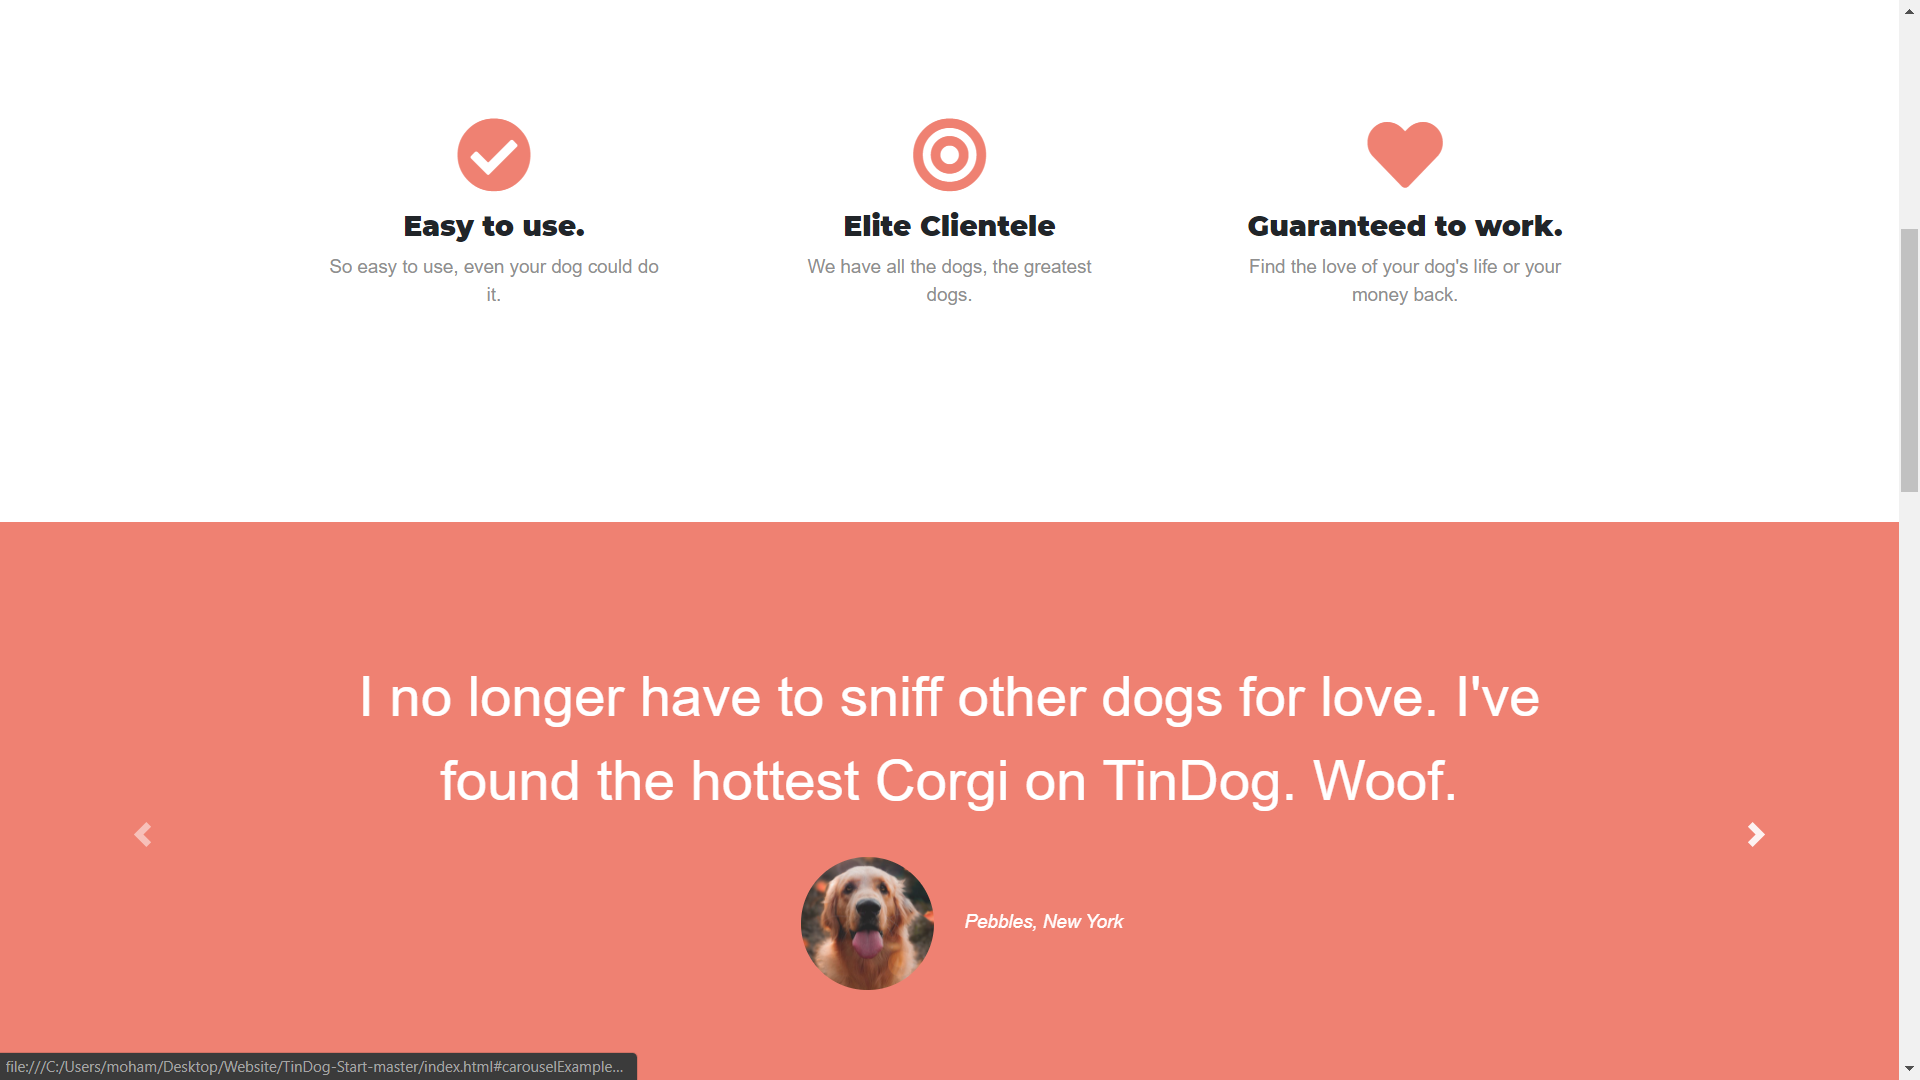 Easy to use.
So easy to use, even your dog could do
it.
Elite Clientele
We have all the dogs, the greatest
dogs.
Guaranteed to work.
Find the love of your dog's life or your
money back.
I no longer have to sniff other dogs for love. I've
found the hottest Corgi on TinDog. Woof.
Pebbles, New York
file:///C:/Users/moham/Desktop/Website/TinDog-Start-master/index.html#carouselExample...